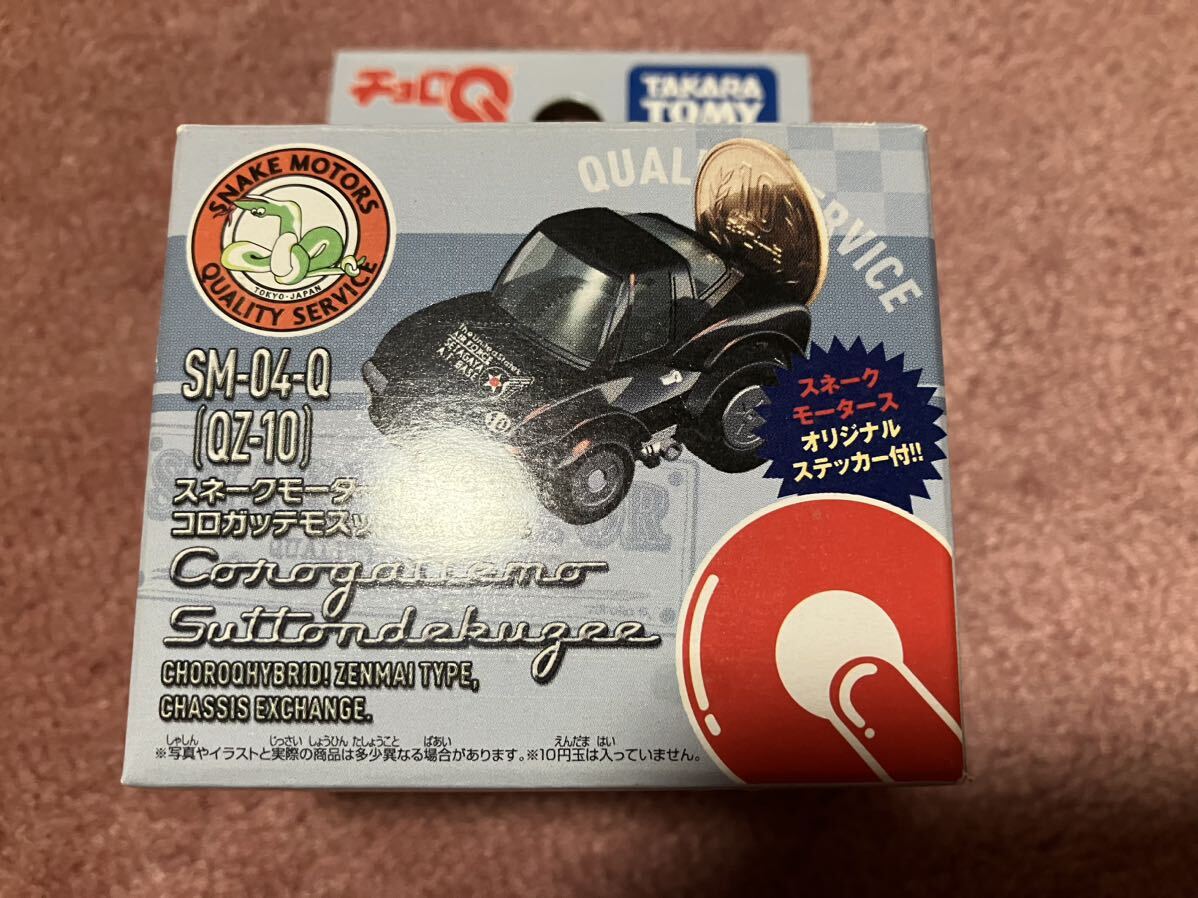 チョロQ
TAKARA
TOMY
SNAKE MOTORS
TOKYO-JAPAN
QUALITY SERVICE
QUALITY SERVICE
SM-04-Q
(QZ-10)
スネークモーター
コロガッテモスッ
Corogattemo
Suttondekuzee
CHOROQHYBRID! ZENMAI TYPE,
CHASSIS EXCHANGE.
スネーク
モータース
オリジナル
ステッカー付!!
AIR FORCE
SETAGAYA
A.F. BASE
10
しゃしん じっさい しょうひん たしょうこと ばあい えんだま はい
※写真やイラストと実際の商品は多少異なる場合があります。※10円玉は入っていません。